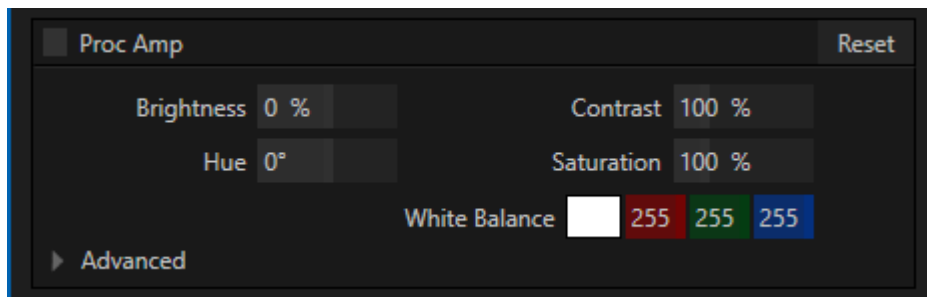 Proc Amp Reset
Brightness 0 % Contrast 100 %
Hue 0° Saturation 100 %
White Balance 255 255 255
Advanced